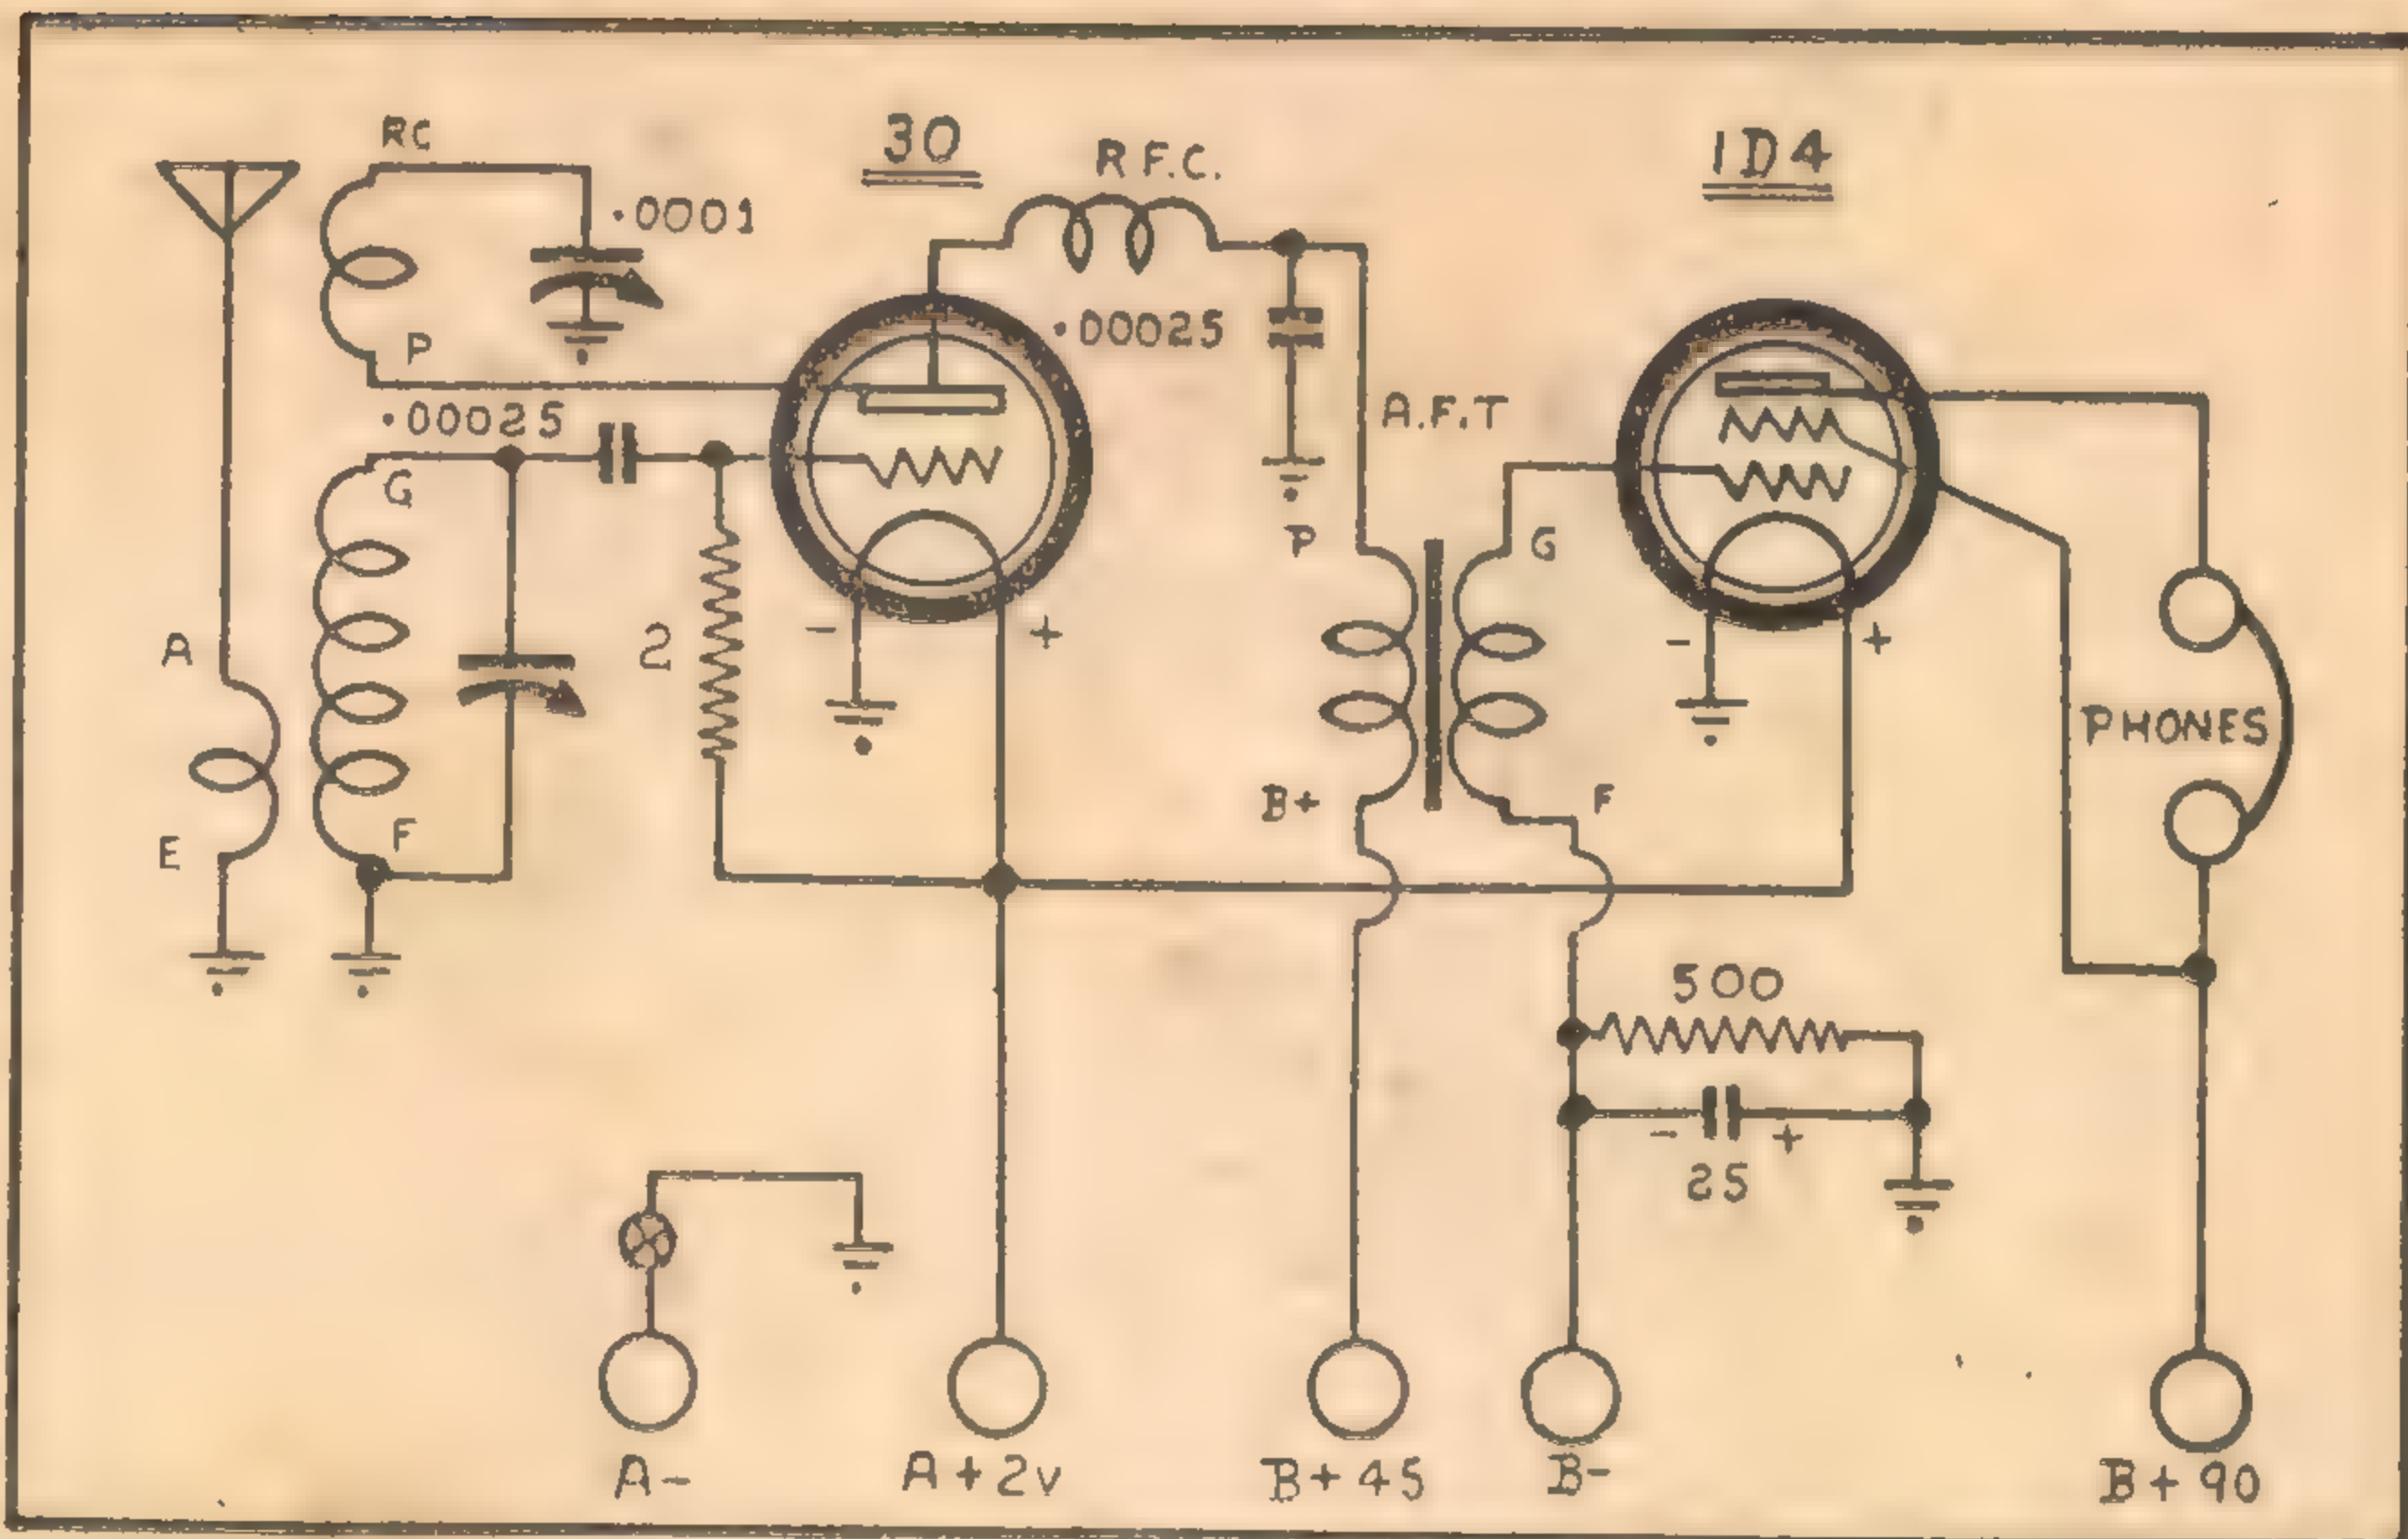 RC
30
R F.C.
1D4
.0001
.00025
P
.00025
A.F.T
G
P
G
2
-
+
-
+
A
PHONES
B+
F
F
E
500
-
+
25
A-
A+2v
B+45
B-
B+90